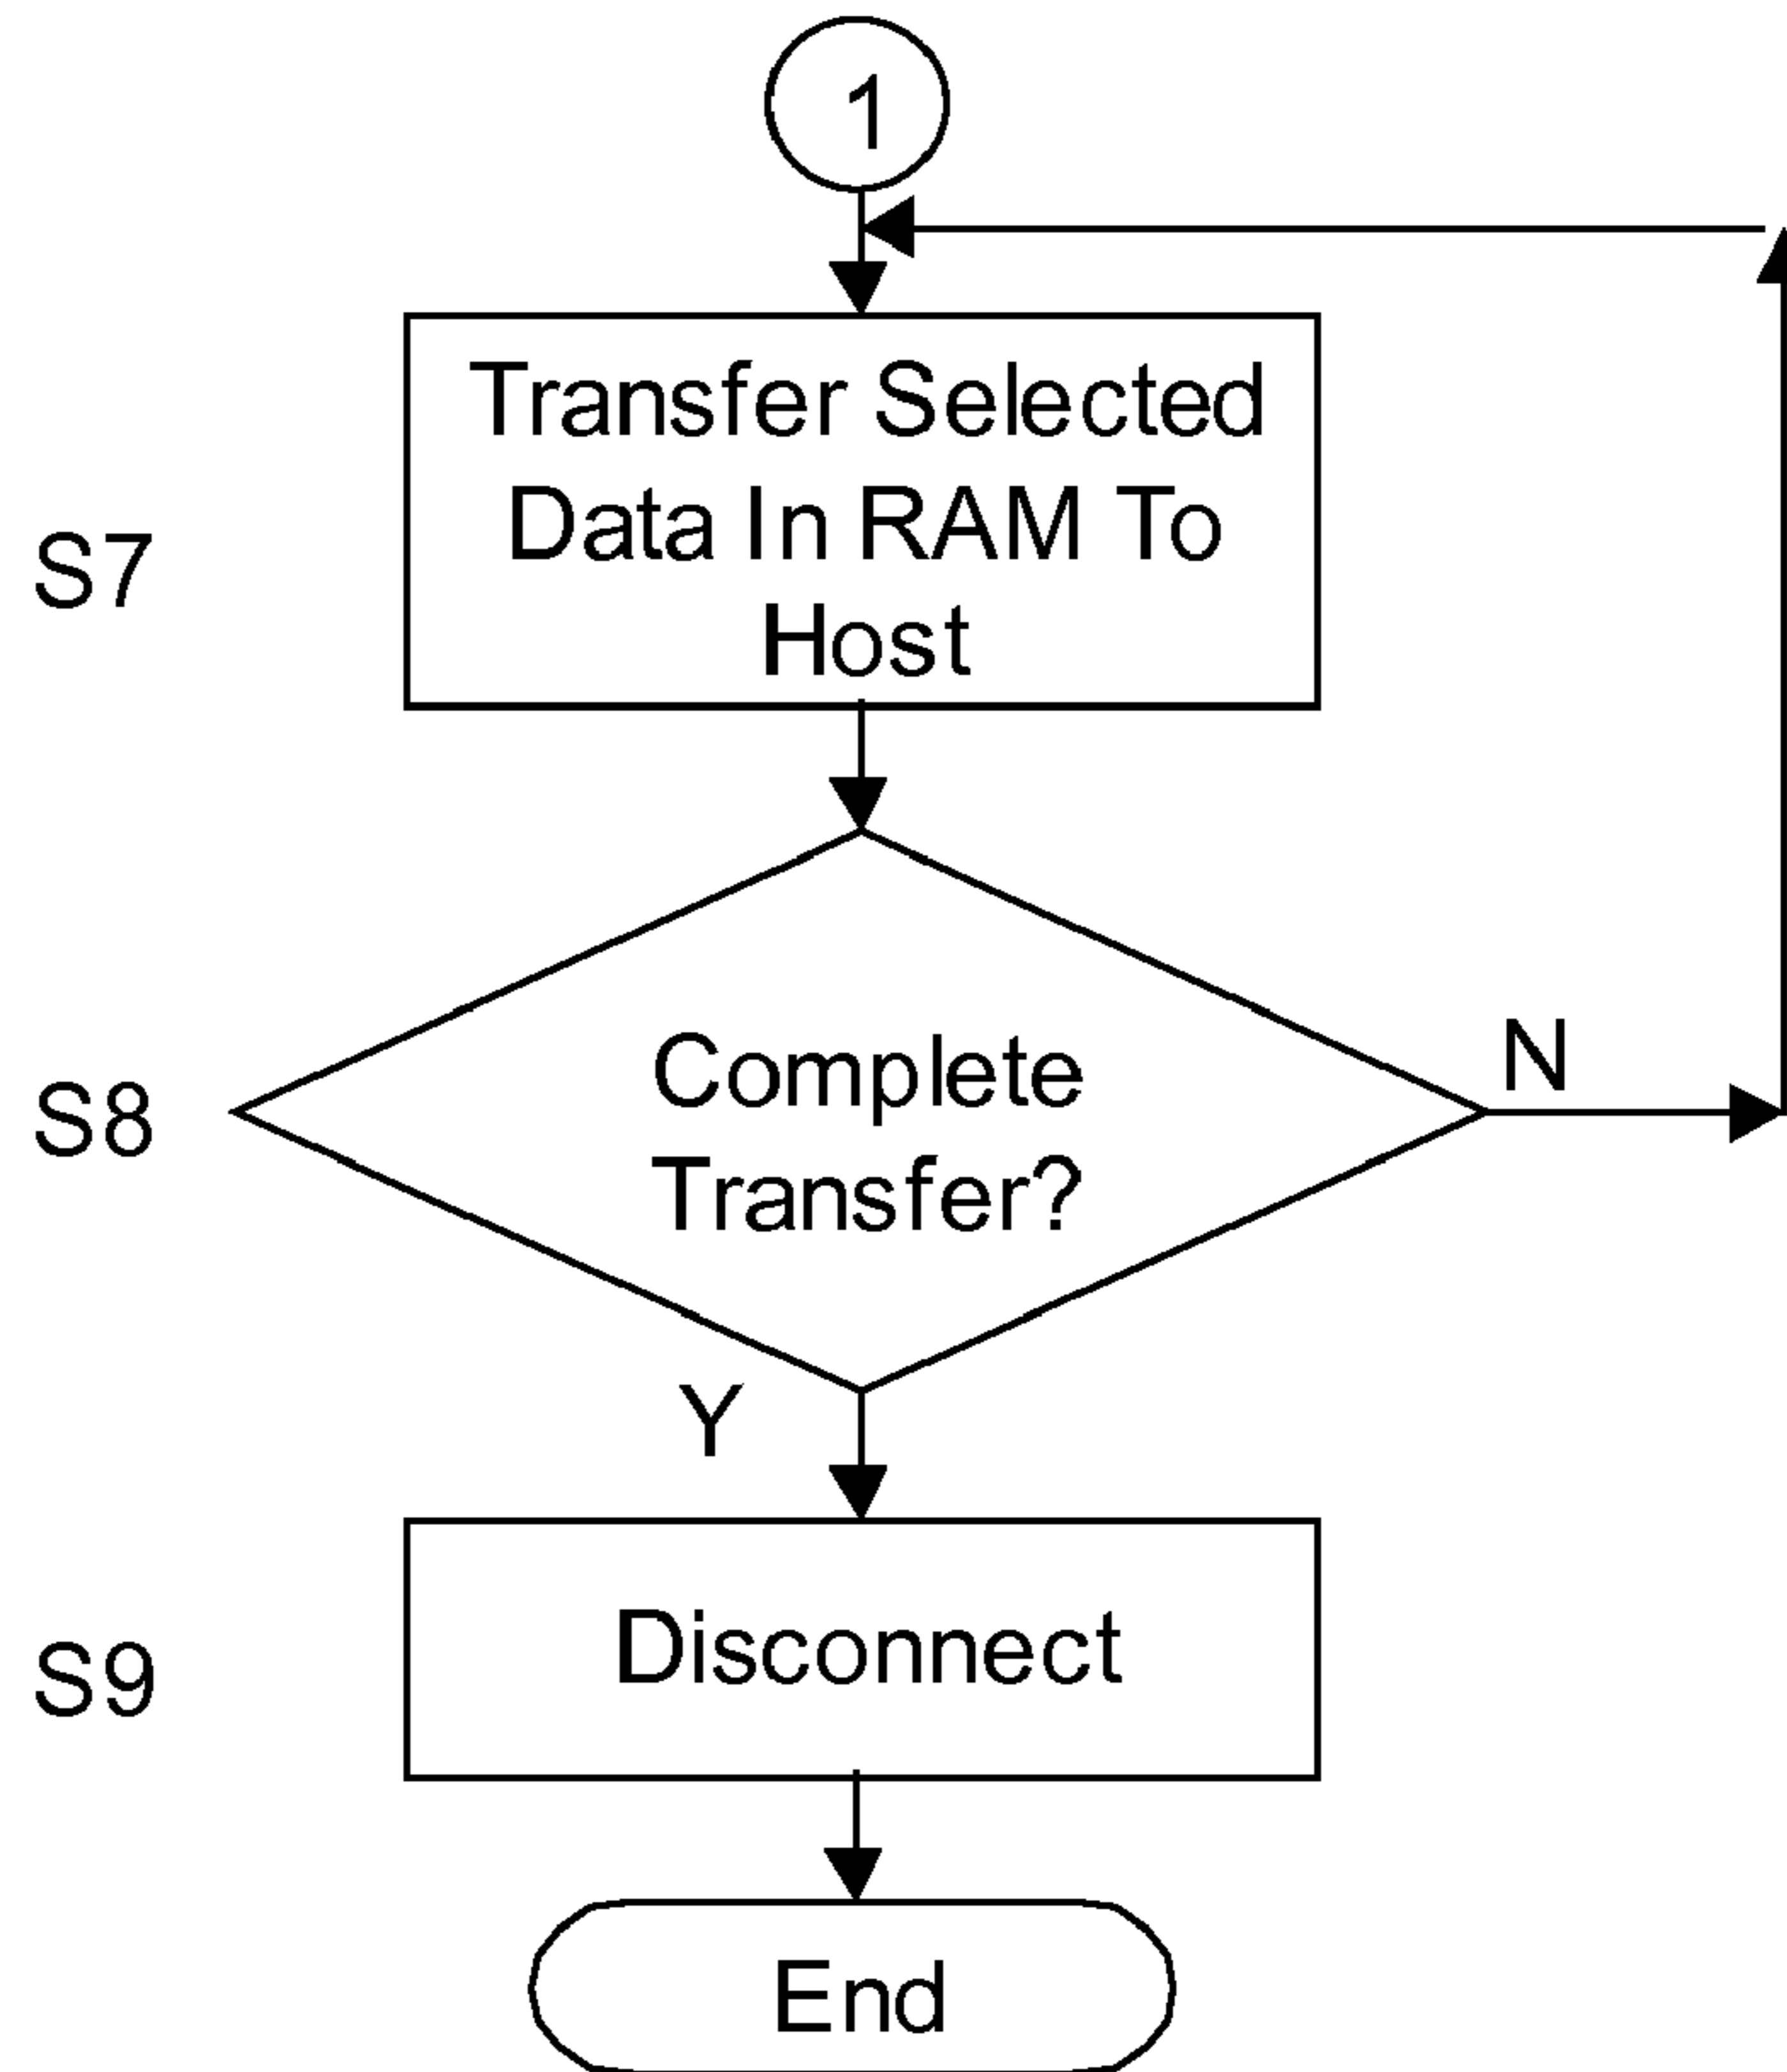 1
Transfer Selected
Data In RAM To
Host
S7
Complete
Transfer?
N
S8
Y
Disconnect
S9
End